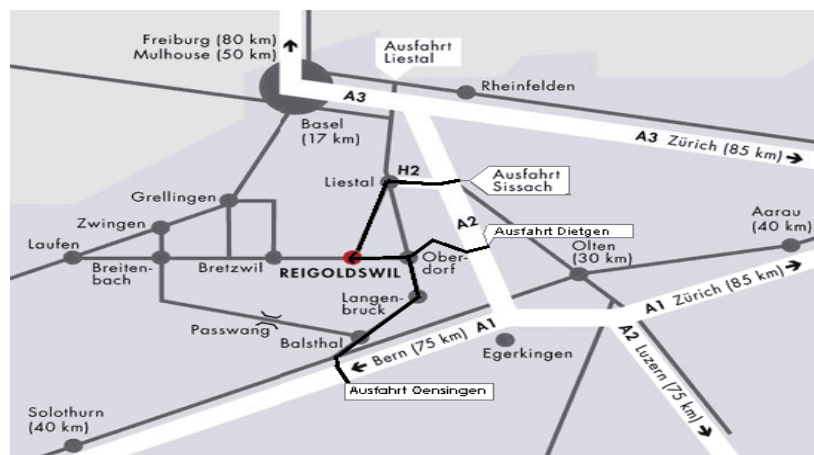 Freiburg (80 km)
Mulhouse (50 km)
Ausfahrt
Liestal
Rheinfelden
A3
Basel
(17 km)
A3 Zürich (85 km)
H2
Liestal
Ausfahrt
Sissach
Grellingen
Zwingen
A2
Ausfahrt Dietgen
Aarau
(40 km)
Laufen
Breiten-
bach
Bretzwil
REIGOLDSWIL
Ober-
dorf
Olten
(30 km)
Langen-
bruck
Passwang
Balsthal
A1
A1 Zürich (85 km)
Bern (75 km)
Egerkingen
A2 Luzern (75 km)
Ausfahrt Oensingen
Solothurn
(40 km)